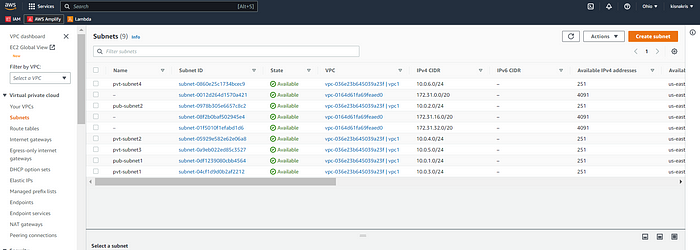 aws
Services
Search
[Alt+S]
Ohio
kisnakris
IAM
AWS Amplify
Lambda
VPC dashboard
EC2 Global View
New
Filter by VPC:
Select a VPC
Virtual private cloud
Your VPCs
Subnets
Route tables
Internet gateways
Egress-only internet
gateways
DHCP option sets
Elastic IPs
Managed prefix lists
Endpoints
Endpoint services
NAT gateways
Peering connections
Subnets (9) Info
Actions
Create subnet
Filter subnets
1
Name Subnet ID State VPC IPv4 CIDR IPv6 CIDR Available IPv4 addresses Availat
pvt-subnet4 subnet-0860e25c1734bcec9 Available vpc-036e23b645039a23f | vpc1 10.0.6.0/24 – 251 us-east
– subnet-0012d264d1570a421 Available vpc-0164d61fa69feaed0 172.31.0.0/20 – 4091 us-east
pub-subnet2 subnet-0978b305e6657c8c2 Available vpc-036e23b645039a23f | vpc1 10.0.2.0/24 – 251 us-east
– subnet-08f2b0baf502945e4 Available vpc-0164d61fa69feaed0 172.31.16.0/20 – 4091 us-east
– subnet-01f5010f1efabd1d6 Available vpc-0164d61fa69feaed0 172.31.32.0/20 – 4091 us-east
pvt-subnet2 subnet-05929e582e62e06a8 Available vpc-036e23b645039a23f | vpc1 10.0.4.0/24 – 251 us-east
pvt-subnet3 subnet-0a9eb022ed85c3527 Available vpc-036e23b645039a23f | vpc1 10.0.5.0/24 – 251 us-east
pub-subnet1 subnet-0df1239080cbb4564 Available vpc-036e23b645039a23f | vpc1 10.0.1.0/24 – 251 us-east
pvt-subnet1 subnet-04cf1d9d0b2af2212 Available vpc-036e23b645039a23f | vpc1 10.0.3.0/24 – 251 us-east
Select a subnet